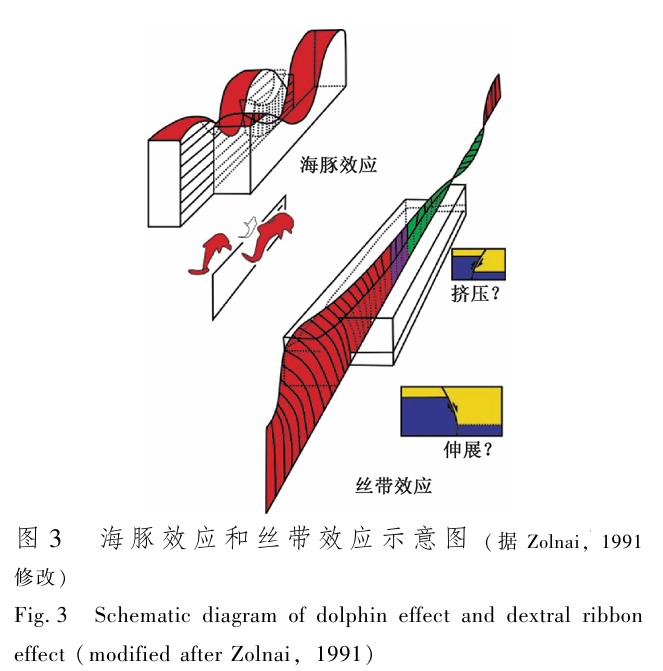 海豚效应
挤压?
伸展?
丝带效应
图3 海豚效应和丝带效应示意图(据 Zolnai, 1991
修改)
Fig. 3 Schematic diagram of dolphin effect and dextral ribbon
effect (modified after Zolnai, 1991)